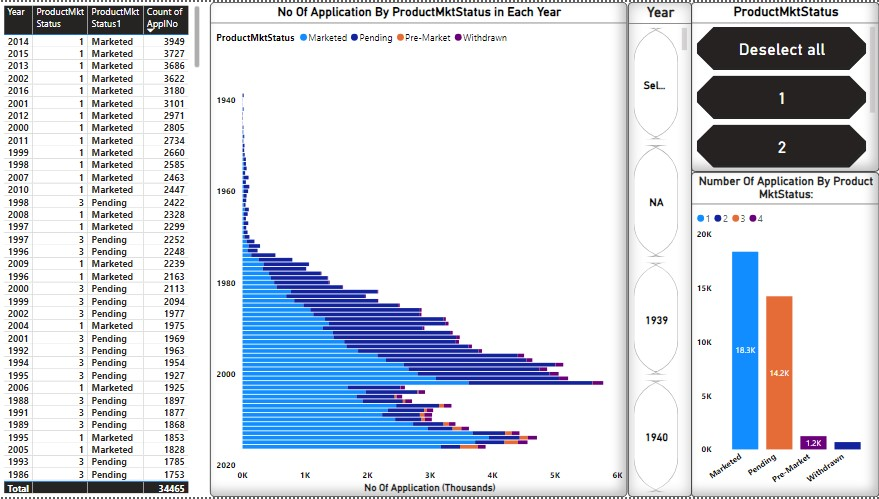 Year ProductMkt Status ProductMkt Status1 Count of ApplNo
2014 1 Marketed 3949
2015 1 Marketed 3727
2013 1 Marketed 3686
2002 1 Marketed 3622
2016 1 Marketed 3180
2001 1 Marketed 3101
2012 1 Marketed 2971
2000 1 Marketed 2805
2011 1 Marketed 2734
1999 1 Marketed 2660
1998 1 Marketed 2585
2007 1 Marketed 2463
2010 1 Marketed 2447
1998 3 Pending 2422
2008 1 Marketed 2328
1997 1 Marketed 2299
1997 3 Pending 2252
1996 3 Pending 2248
2009 1 Marketed 2239
1996 1 Marketed 2163
2000 3 Pending 2113
1999 3 Pending 2094
2002 3 Pending 1977
2004 1 Marketed 1975
2001 3 Pending 1969
1992 3 Pending 1963
1994 3 Pending 1954
1995 3 Pending 1927
2006 1 Marketed 1925
1988 3 Pending 1897
1991 3 Pending 1877
1989 3 Pending 1868
1995 1 Marketed 1853
2005 1 Marketed 1828
1993 3 Pending 1785
1986 3 Pending 1753
Total 34465
No Of Application By ProductMktStatus in Each Year
ProductMktStatus Marketed Pending Pre-Market Withdrawn
1940
1960
1980
2000
2020
0K 1K 2K 3K 4K 5K 6K
No Of Application (Thousands)
Year
Sel...
NA
1939
1940
ProductMktStatus
Deselect all
1
2
Number Of Application By Product
MktStatus:
1 2 3 4
20K
15K
10K
5K
0K
18.3K
14.2K
1.2K
Marketed
Pending
Pre-Market
Withdrawn